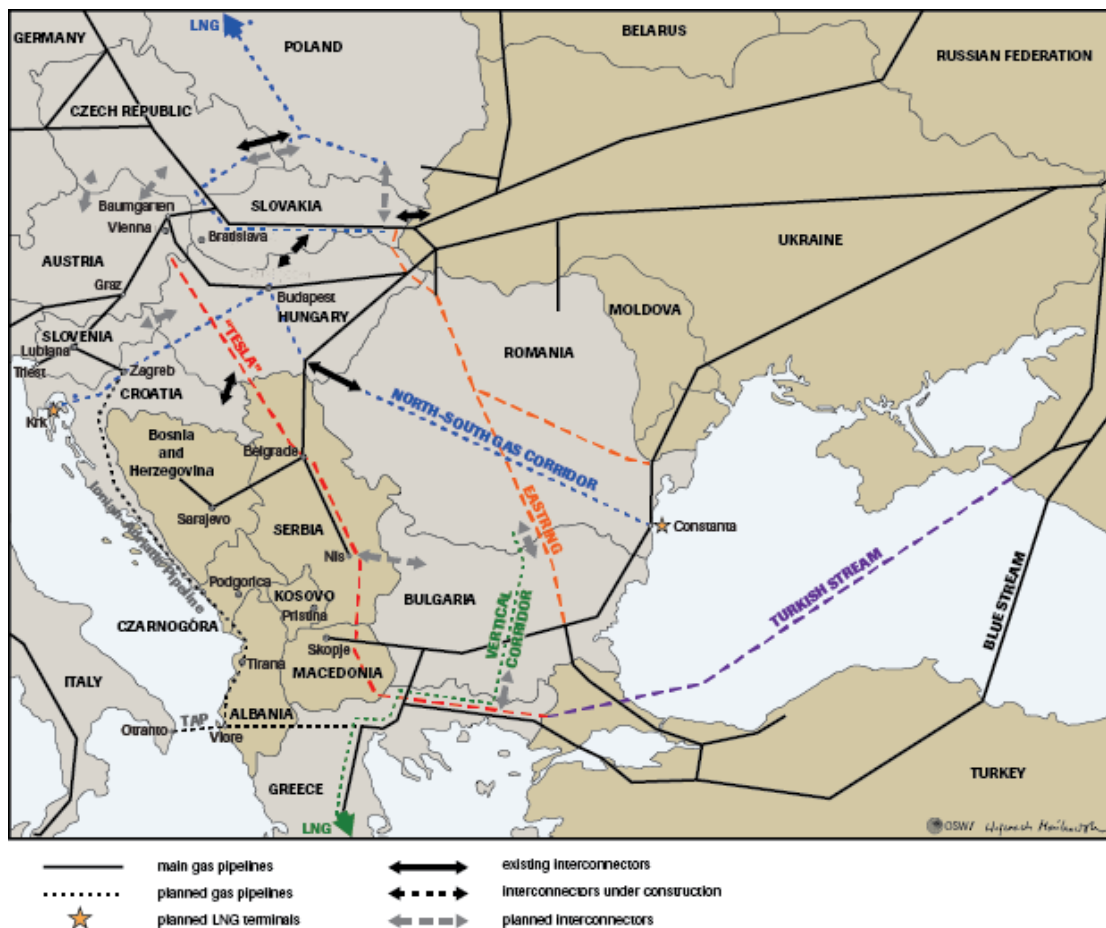 LNG
GERMANY
POLAND
BELARUS
RUSSIAN FEDERATION
CZECH REPUBLIC
Baumgarten
SLOVAKIA
Vienna
Bratislava
UKRAINE
AUSTRIA
Graz
Budapest
HUNGARY
MOLDOVA
SLOVENIA
"TESLA"
ROMANIA
Lubiana
Triest
Zagreb
CROATIA
Krk
NORTH-SOUTH GAS CORRIDOR
Bosnia
and
Herzegovina
Belgrade
EASTRING
Sarajevo
Constanta
Ionian-Adriatic Pipeline
SERBIA
Nis
TURKISH STREAM
BLUE STREAM
Podgorica
KOSOVO
Pristina
BULGARIA
VERTICAL
CORRIDOR
CZARNOGÓRA
Skopje
Tirana
MACEDONIA
ITALY
ALBANIA
TAP
Otranto
Vlore
TURKEY
GREECE
LNG
OSW/
main gas pipelines
existing interconnectors
planned gas pipelines
interconnectors under construction
planned LNG terminals
planned interconnectors